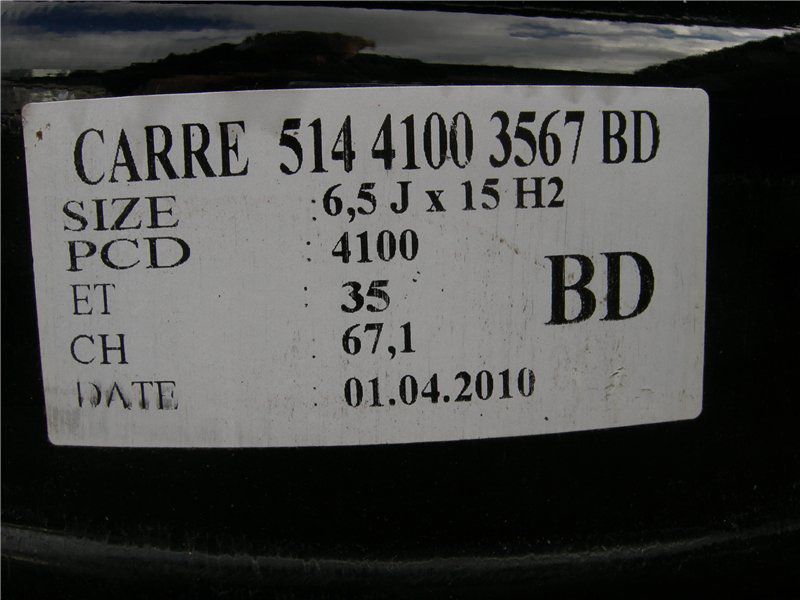 CARRE 514 4100 3567 BD
SIZE :6,5 J x 15 H2
PCD : 4100
ET : 35
BD
CH : 67,1
DATE : 01.04.2010